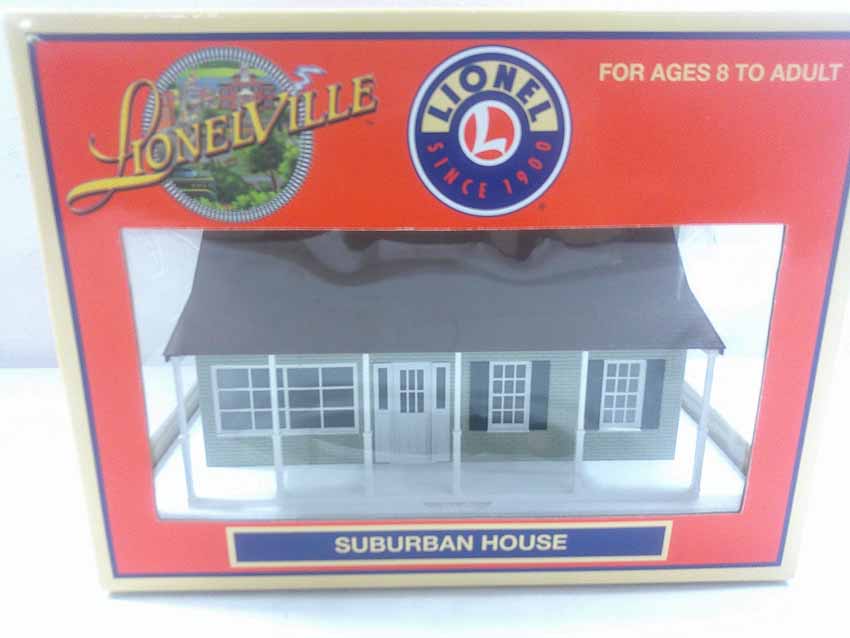 LIONELVILLE
LIONEL
L
SINCE 1900
FOR AGES 8 TO ADULT
SUBURBAN HOUSE